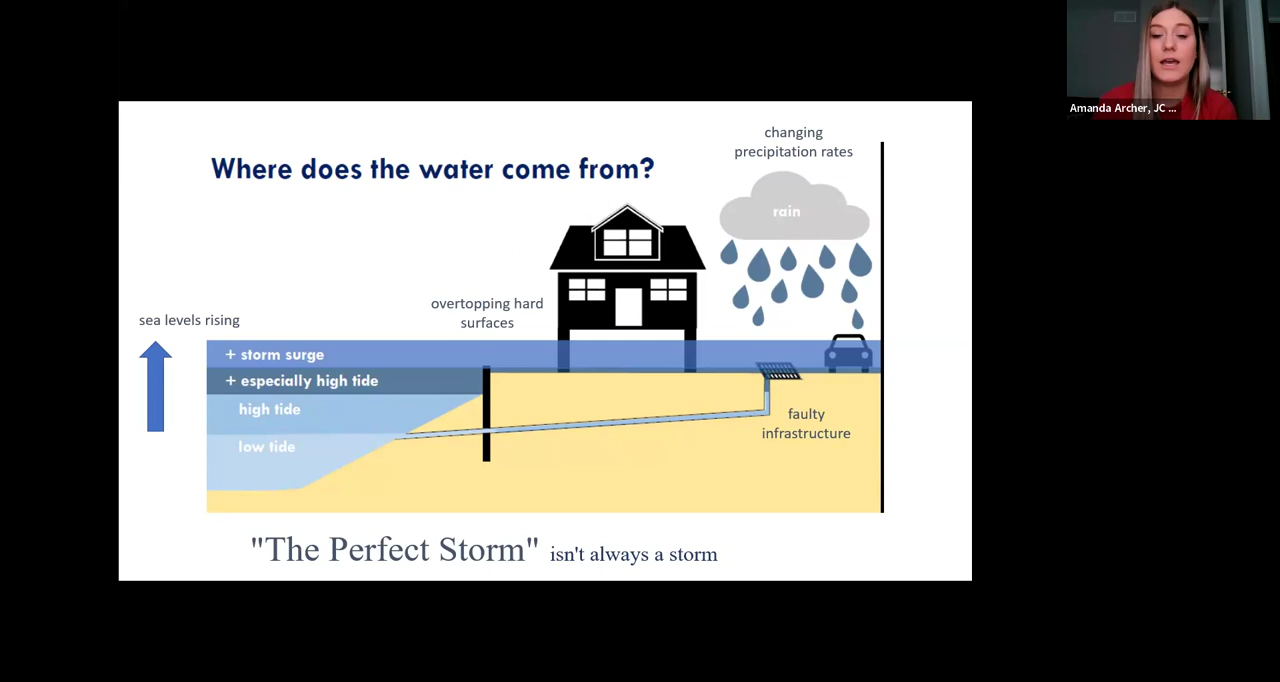 Amanda Archer, JC ...
changing
precipitation rates
Where does the water come from?
rain
overtopping hard
surfaces
sea levels rising
+ storm surge
+ especially high tide
high tide
low tide
faulty
infrastructure
"The Perfect Storm" isn't always a storm